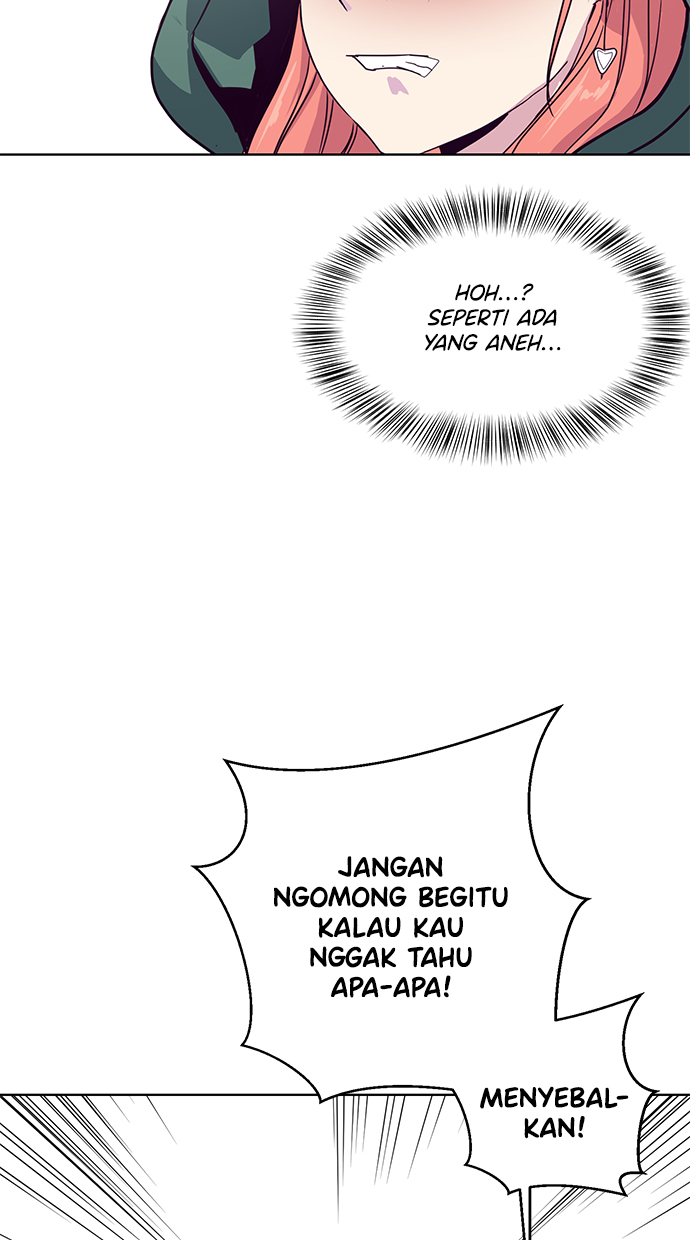 HOH...?
SEPERTI ADA
YANG ANEH...
JANGAN
NGOMONG BEGITU
KALAU KAU
NGGAK TAHU
APA-APA!
MENYEBAL-
KAN!